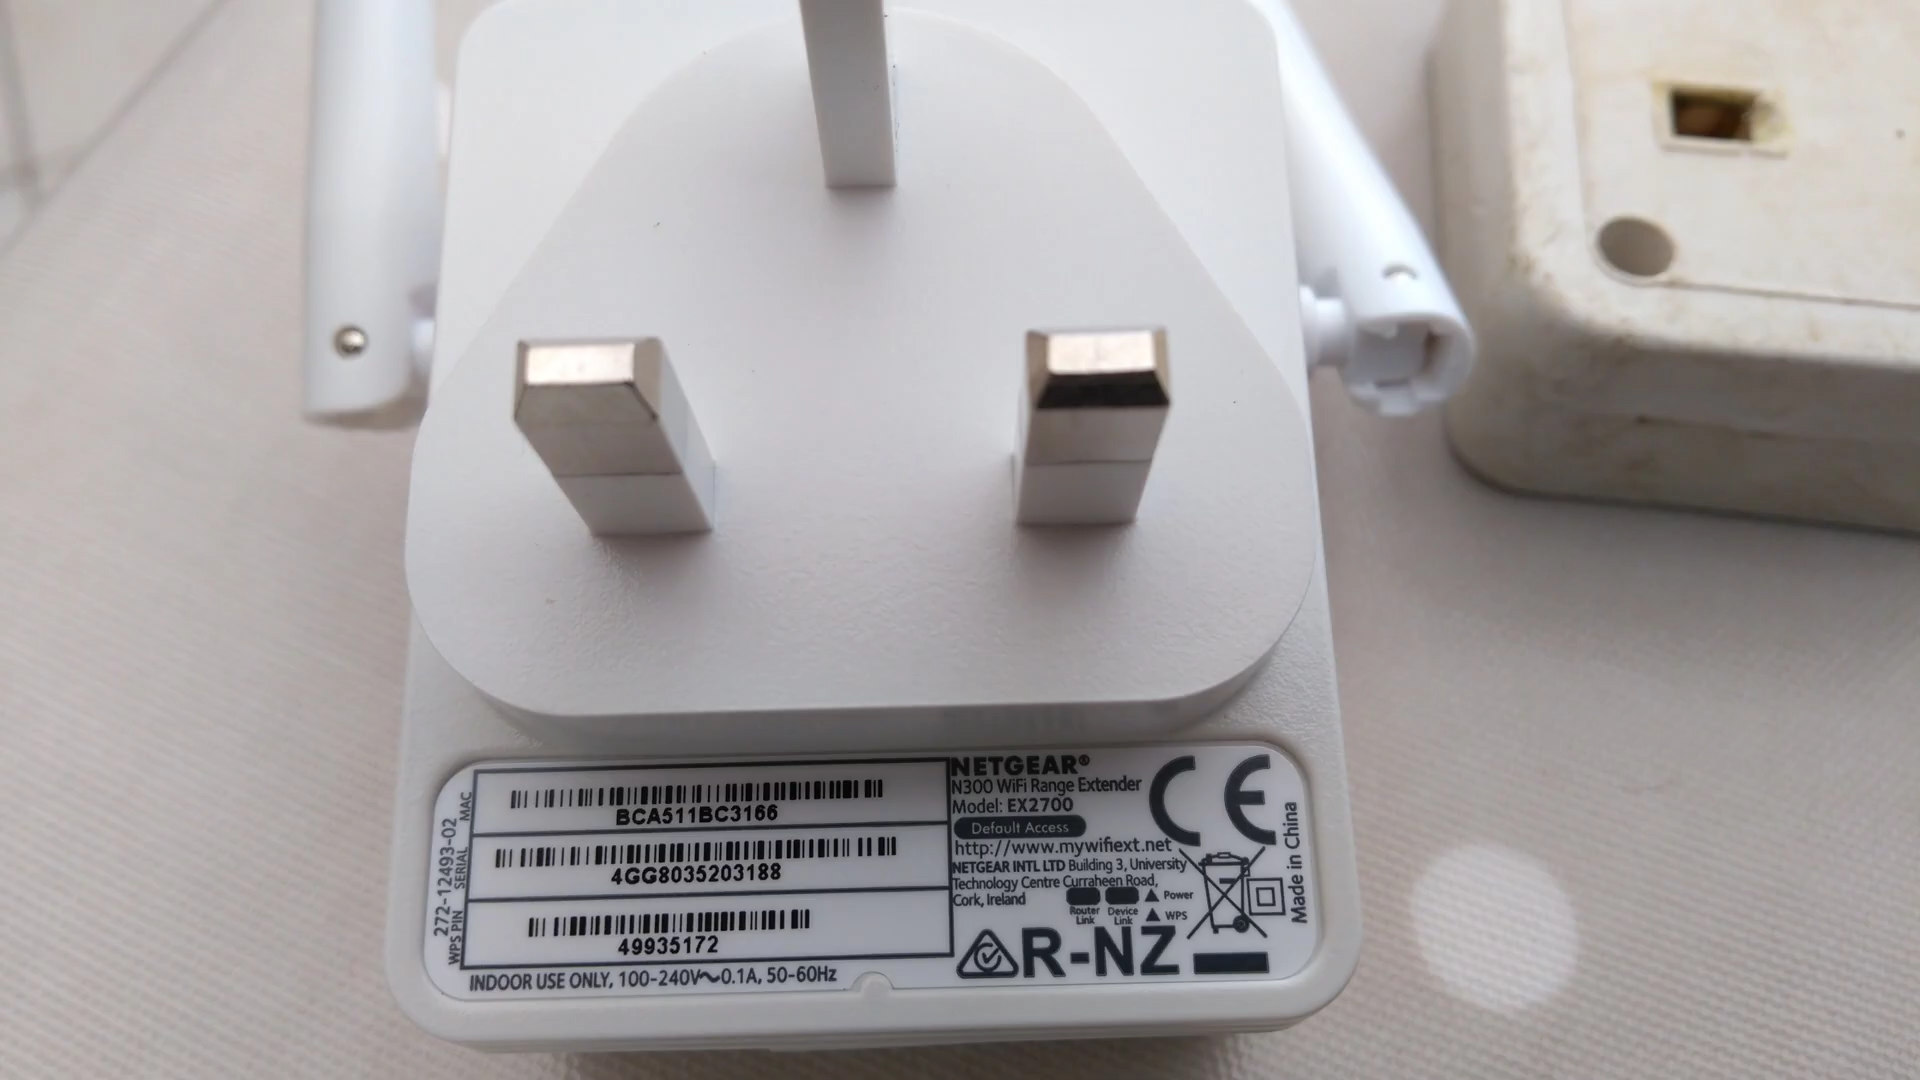 272-12493-02
MAC
BCA511BC3166
SERIAL
4GG8035203188
WPS PIN
49935172
INDOOR USE ONLY, 100-240V~0.1A, 50-60Hz
NETGEAR®
N300 WiFi Range Extender
Model: EX2700
Default Access
http://www.mywifiext.net
NETGEAR INTL LTD Building 3, University
Technology Centre Curraheen Road,
Cork, Ireland
Router Link
Device Link
Power
WPS
R-NZ
CE
Made in China